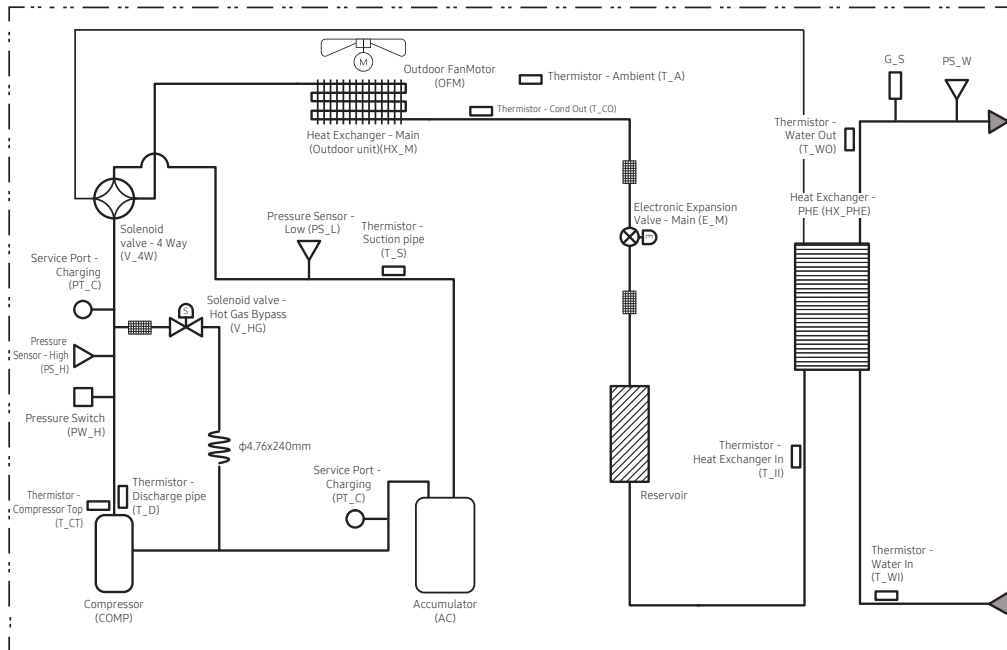 M
Outdoor FanMotor
(OFM)
Thermistor - Ambient (T_A)
G_S
PS_W
Thermistor - Cond Out (T_CO)
Heat Exchanger - Main
(Outdoor unit)(HX_M)
Thermistor -
Water Out
(T_WO)
Heat Exchanger -
PHE (HX_PHE)
Solenoid
valve - 4 Way
(V_4W)
Pressure Sensor -
Low (PS_L)
Thermistor -
Suction pipe
(T_S)
Electronic Expansion
Valve - Main (E_M)
E
Service Port -
Charging
(PT_C)
S
Solenoid valve -
Hot Gas Bypass
(V_HG)
Pressure
Sensor - High
(PS_H)
Pressure Switch
(PW_H)
ϕ4.76x240mm
Thermistor -
Heat Exchanger In
(T_II)
Thermistor -
Compressor Top
(T_CT)
Thermistor -
Discharge pipe
(T_D)
Service Port -
Charging
(PT_C)
Reservoir
Thermistor -
Water In
(T_WI)
Compressor
(COMP)
Accumulator
(AC)